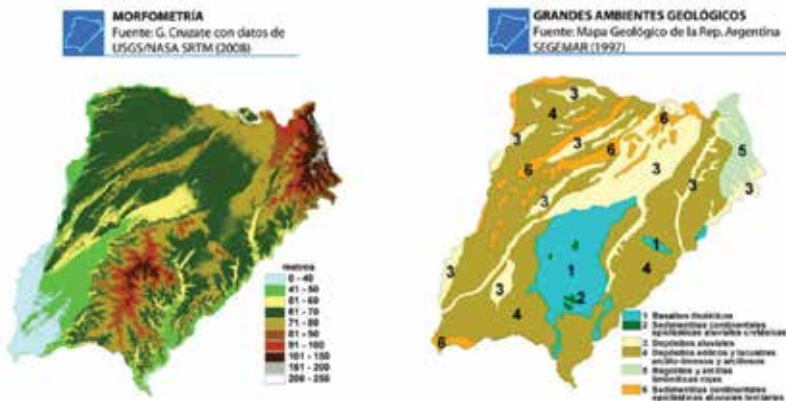 MORFOMETRÍA
Fuente: G. Cruzate con datos de
USGS/NASA SRTM (2008)
metros
0 - 40
41 - 50
51 - 60
61 - 70
71 - 80
81 - 90
91 - 100
101 - 150
151 - 200
200 - 250
GRANDES AMBIENTES GEOLÓGICOS
Fuente: Mapa Geológico de la Rep. Argentina
SEGEMAR (1997)
3
4
3
3
6
6
6
3
5
3
3
3
1
1
4
3
3
2
4
6
1 Basaltos
2 Sedimentitas continentales
epiclásticas aluviales cretácicas
3 Depósitos aluviales
4 Depósitos eólicos y lacustres
arcillo-limosos y arcillosos
5 Regolitos y arcillas
rojas
6 Sedimentitas continentales
epiclásticas aluviales terciarias